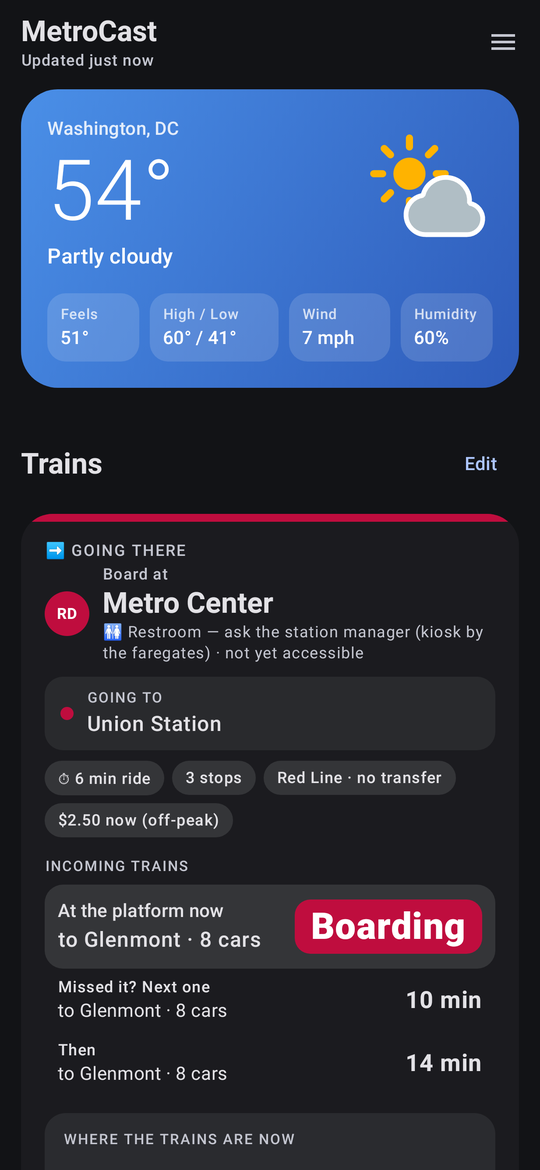 MetroCast
Updated just now
Washington, DC
54°
Partly cloudy
Feels
51°
High / Low
60° / 41°
Wind
7 mph
Humidity
60%
Trains
Edit
➡️ GOING THERE
Board at
RD
Metro Center
🚻 Restroom — ask the station manager (kiosk by
the faregates) · not yet accessible
GOING TO
Union Station
⏱ 6 min ride
3 stops
Red Line · no transfer
$2.50 now (off-peak)
INCOMING TRAINS
At the platform now
to Glenmont · 8 cars
Boarding
Missed it? Next one
to Glenmont · 8 cars
10 min
Then
to Glenmont · 8 cars
14 min
WHERE THE TRAINS ARE NOW